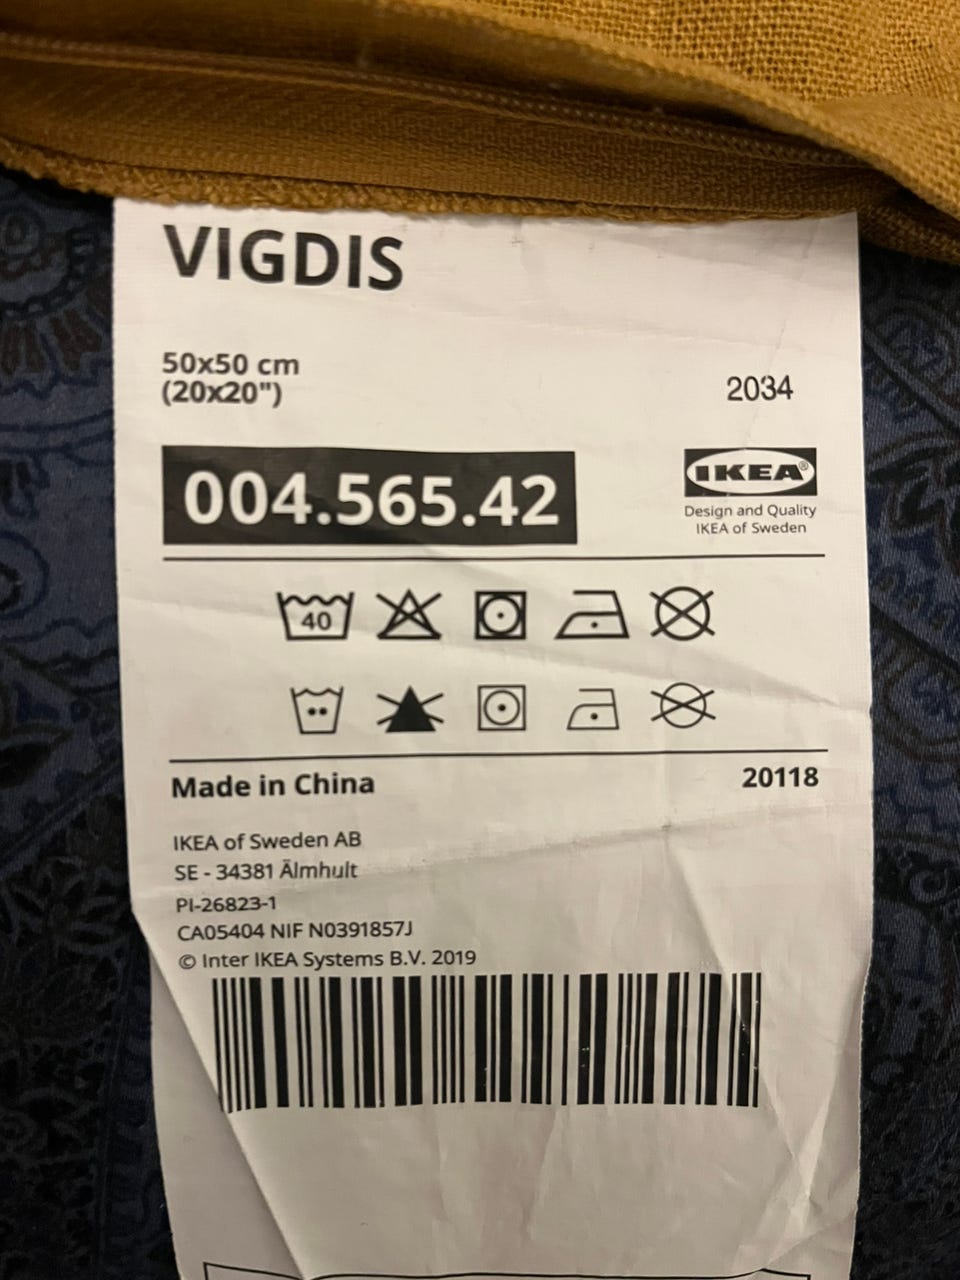 VIGDIS
50x50 cm
(20x20")
2034
004.565.42
IKEA®
Design and Quality
IKEA of Sweden
40
Made in China
20118
IKEA of Sweden AB
SE - 34381 Älmhult
PI-26823-1
CA05404 NIF N0391857J
© Inter IKEA Systems B.V. 2019